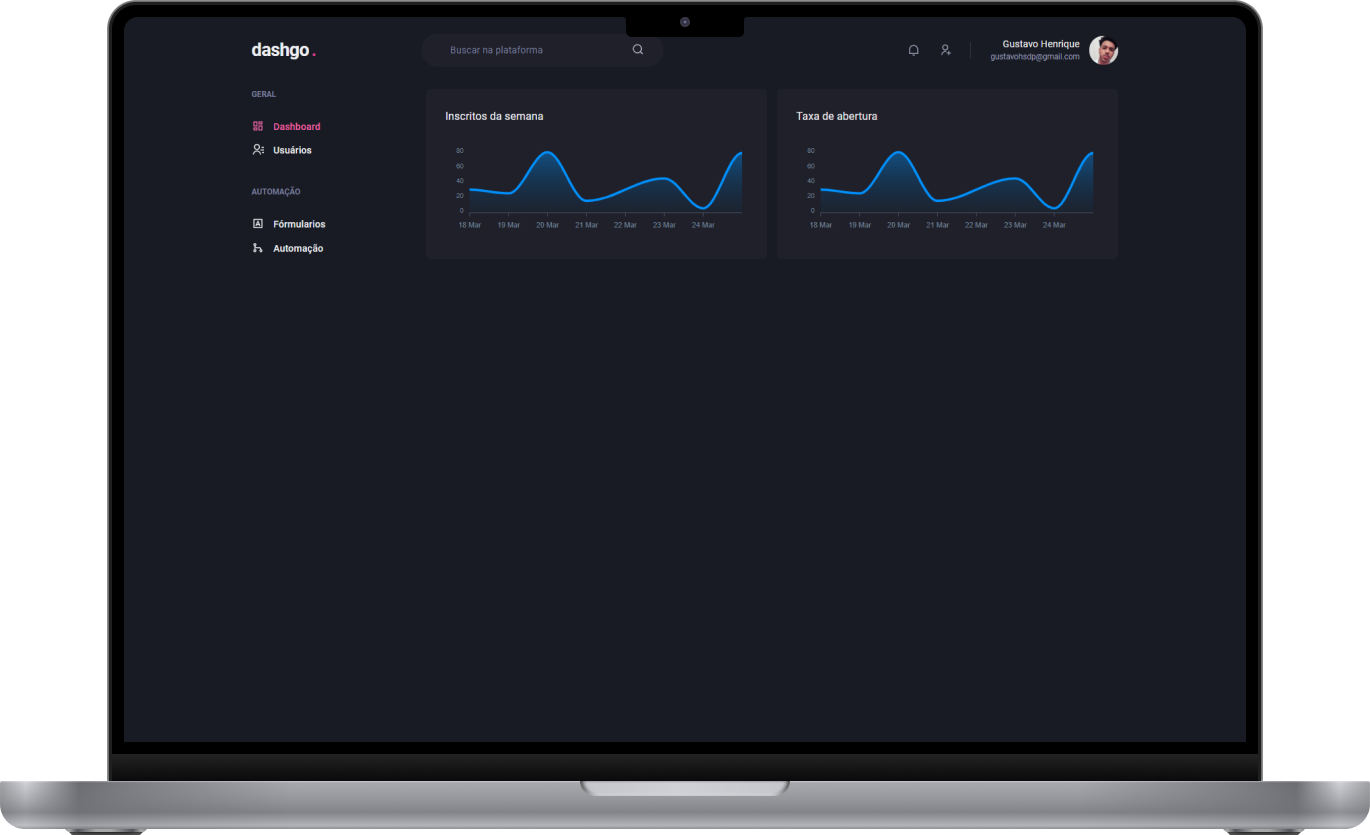 dashgo.
Buscar na plataforma
Gustavo Henrique
gustavohsdp@gmail.com
GERAL
Dashboard
Usuários
AUTOMAÇÃO
Fórmularios
Automação
Inscritos da semana
80
60
40
20
0
18 Mar 19 Mar 20 Mar 21 Mar 22 Mar 23 Mar 24 Mar
Taxa de abertura
80
60
40
20
0
18 Mar 19 Mar 20 Mar 21 Mar 22 Mar 23 Mar 24 Mar